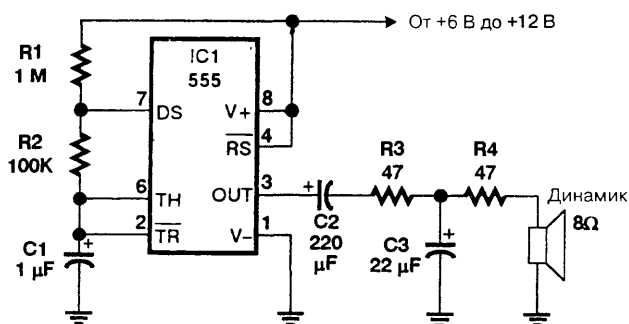 От +6 В до +12 В
R1
1 M
IC1
555
7
DS
V+
8
R2
100K
RS
4
R3
47
R4
47
6
TH
OUT
3
Динамик
8Ω
2
TR
V−
1
C1
1 µF
+
+
C2
220
µF
+
C3
22 µF